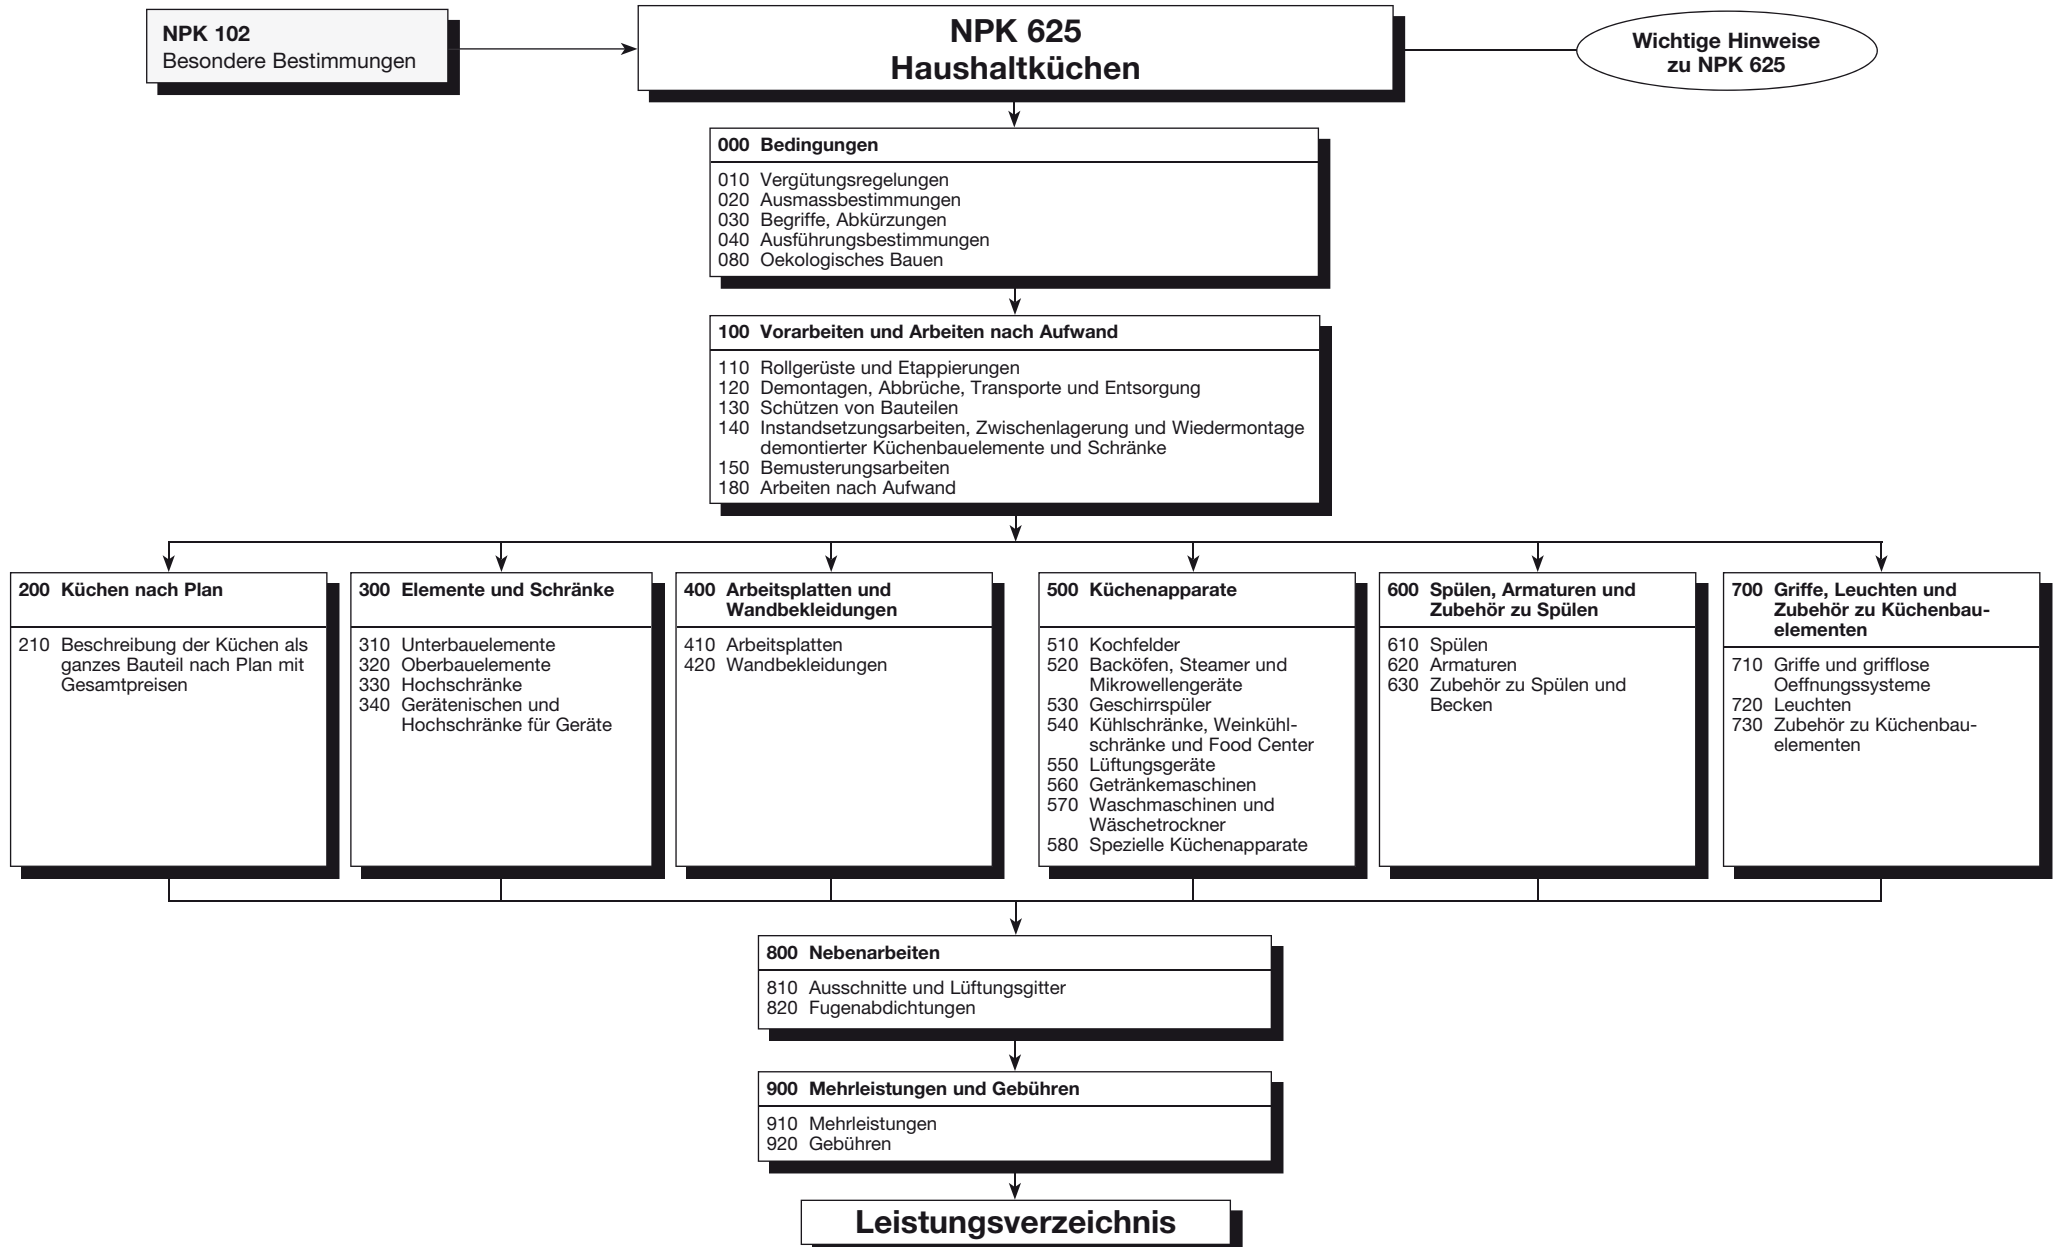 NPK 102
Besondere Bestimmungen
NPK 625
Haushaltküchen
Wichtige Hinweise
zu NPK 625
000 Bedingungen
010 Vergütungsregelungen
020 Ausmassbestimmungen
030 Begriffe, Abkürzungen
040 Ausführungsbestimmungen
080 Oekologisches Bauen
100 Vorarbeiten und Arbeiten nach Aufwand
110 Rollgerüste und Etappierungen
120 Demontagen, Abbrüche, Transporte und Entsorgung
130 Schützen von Bauteilen
140 Instandsetzungsarbeiten, Zwischenlagerung und Wiedermontage
demontierter Küchenbauelemente und Schränke
150 Bemusterungsarbeiten
180 Arbeiten nach Aufwand
200 Küchen nach Plan
210 Beschreibung der Küchen als
ganzes Bauteil nach Plan mit
Gesamtpreisen
300 Elemente und Schränke
310 Unterbauelemente
320 Oberbauelemente
330 Hochschränke
340 Gerätenischen und
Hochschränke für Geräte
400 Arbeitsplatten und
Wandbekleidungen
410 Arbeitsplatten
420 Wandbekleidungen
500 Küchenapparate
510 Kochfelder
520 Backöfen, Steamer und
Mikrowellengeräte
530 Geschirrspüler
540 Kühlschränke, Weinkühl-
schränke und Food Center
550 Lüftungsgeräte
560 Getränkemaschinen
570 Waschmaschinen und
Wäschetrockner
580 Spezielle Küchenapparate
600 Spülen, Armaturen und
Zubehör zu Spülen
610 Spülen
620 Armaturen
630 Zubehör zu Spülen und
Becken
700 Griffe, Leuchten und
Zubehör zu Küchenbau-
elementen
710 Griffe und grifflose
Oeffnungssysteme
720 Leuchten
730 Zubehör zu Küchenbau-
elementen
800 Nebenarbeiten
810 Ausschnitte und Lüftungsgitter
820 Fugenabdichtungen
900 Mehrleistungen und Gebühren
910 Mehrleistungen
920 Gebühren
Leistungsverzeichnis